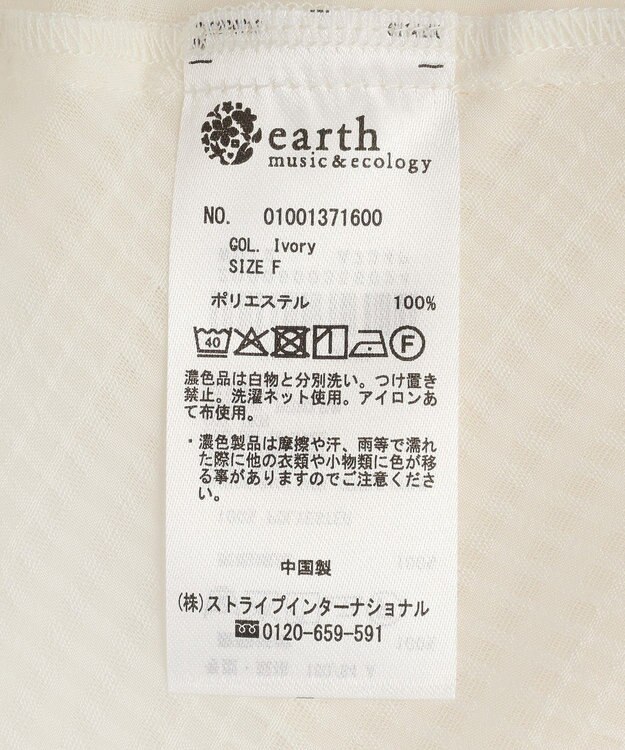 earth
music&ecology
NO. 01001371600
COL. Ivory
SIZE F
ポリエステル 100%
40 F
濃色品は白物と分別洗い。つけ置き
禁止。洗濯ネット使用。アイロンあ
て布使用。
・濃色製品は摩擦や汗、雨等で濡れ
た際に他の衣類や小物類に色が移
る事がありますのでご注意くださ
い。
中国製
(株)ストライプインターナショナル
0120-659-591